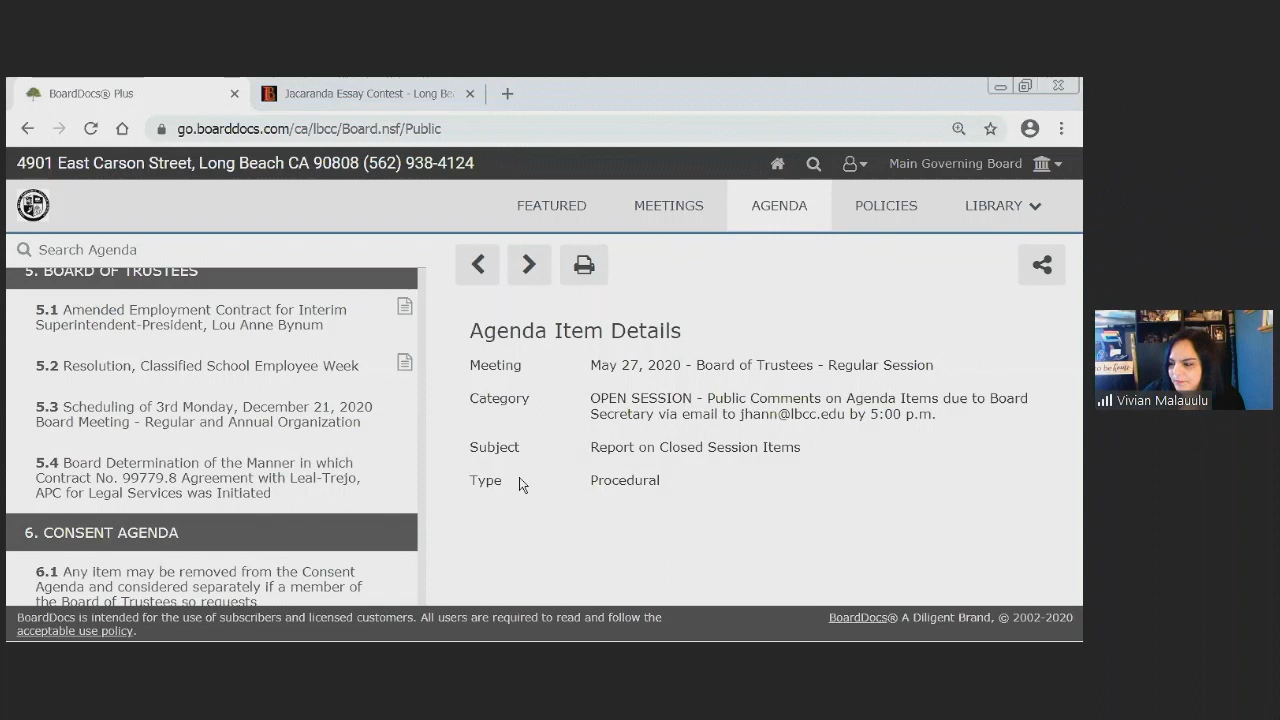 BoardDocs® Plus
Jacaranda Essay Contest - Long Be
go.boarddocs.com/ca/lbcc/Board.nsf/Public
4901 East Carson Street, Long Beach CA 90808 (562) 938-4124
Main Governing Board
FEATURED
MEETINGS
AGENDA
POLICIES
LIBRARY
Search Agenda
5. BOARD OF TRUSTEES
5.1 Amended Employment Contract for Interim
Superintendent-President, Lou Anne Bynum
5.2 Resolution, Classified School Employee Week
5.3 Scheduling of 3rd Monday, December 21, 2020
Board Meeting - Regular and Annual Organization
5.4 Board Determination of the Manner in which
Contract No. 99779.8 Agreement with Leal-Trejo,
APC for Legal Services was Initiated
6. CONSENT AGENDA
6.1 Any item may be removed from the Consent
Agenda and considered separately if a member of
the Board of Trustees so requests
Agenda Item Details
Meeting May 27, 2020 - Board of Trustees - Regular Session
Category OPEN SESSION - Public Comments on Agenda Items due to Board
Secretary via email to jhann@lbcc.edu by 5:00 p.m.
Subject Report on Closed Session Items
Type Procedural
BoardDocs is intended for the use of subscribers and licensed customers. All users are required to read and follow the
acceptable use policy.
BoardDocs® A Diligent Brand, © 2002-2020
Vivian Malauulu